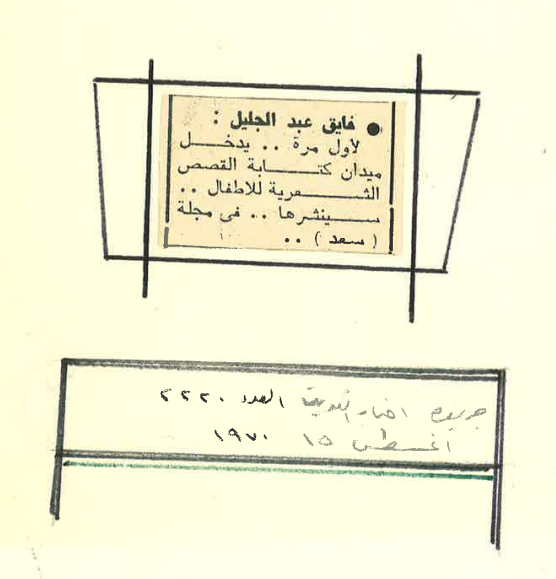 ● فايق عبد الجليل :
لأول مرة .. يدخل
ميدان كتابة القصص
الشعرية للاطفال ..
سينشرها .. فى مجلة
( سعد ) ..
جريدة اخبار الكويت العدد ٢٢٢٠
اغسطس ١٥ ١٩٧٠